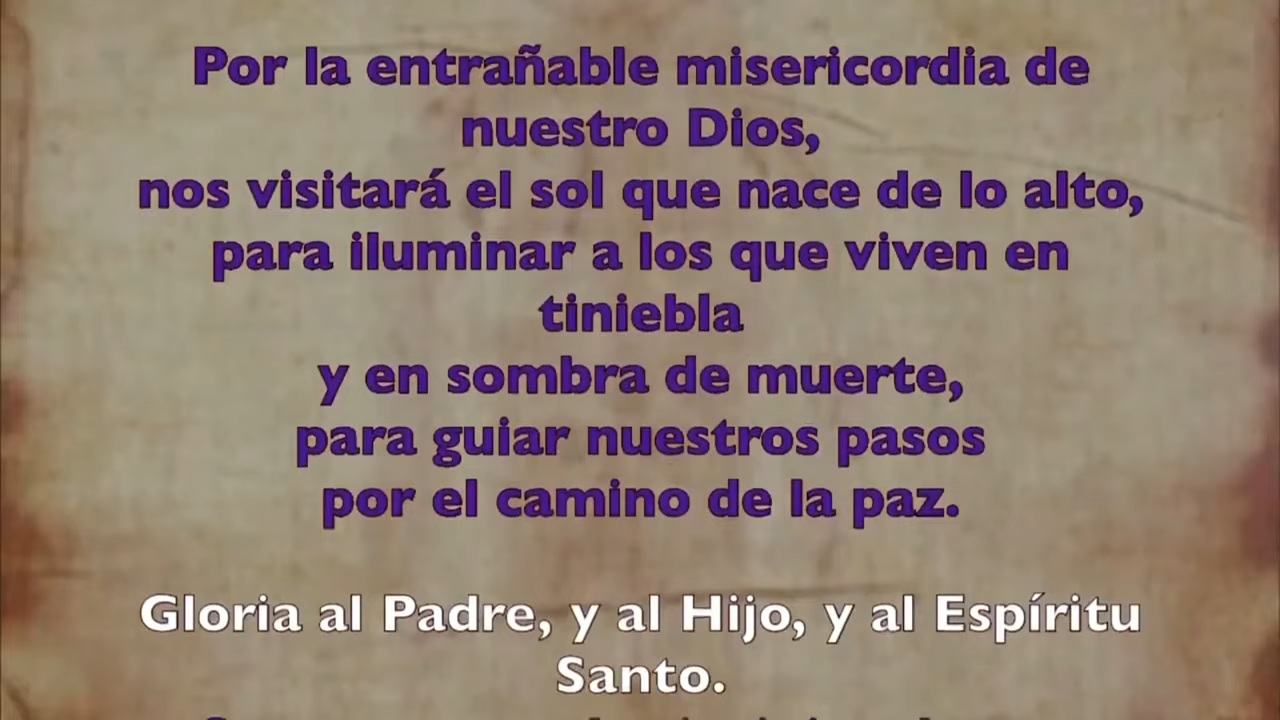 Por la entrañable misericordia de
nuestro Dios,
nos visitará el sol que nace de lo alto,
para iluminar a los que viven en
tiniebla
y en sombra de muerte,
para guiar nuestros pasos
por el camino de la paz.
Gloria al Padre, y al Hijo, y al Espíritu
Santo.